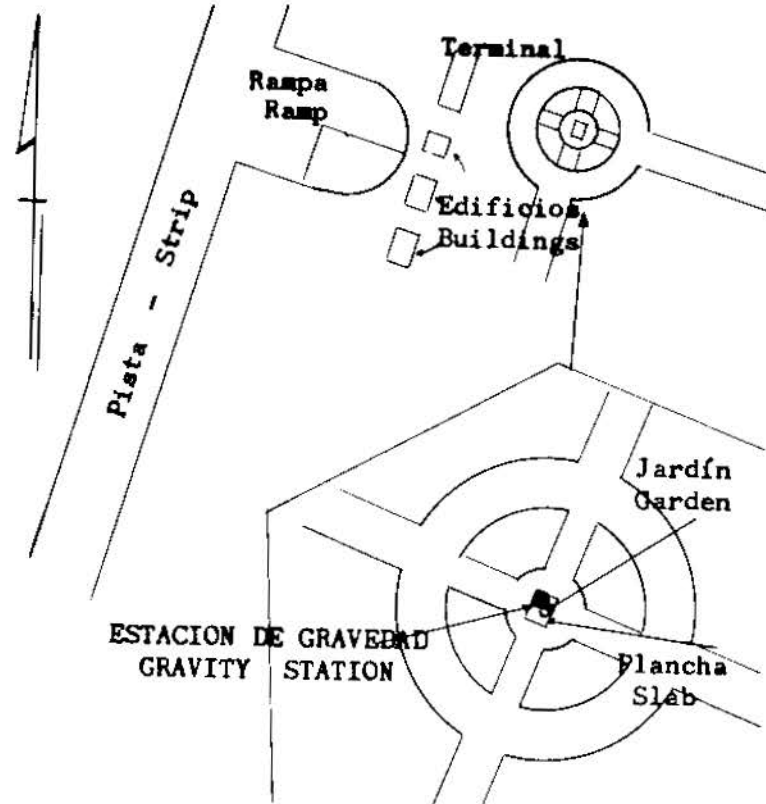 Terminal
Rampa
Ramp
Edificios
Buildings
Pista - Strip
Jardín
Garden
ESTACION DE GRAVEDAD
GRAVITY STATION
Plancha
Slab